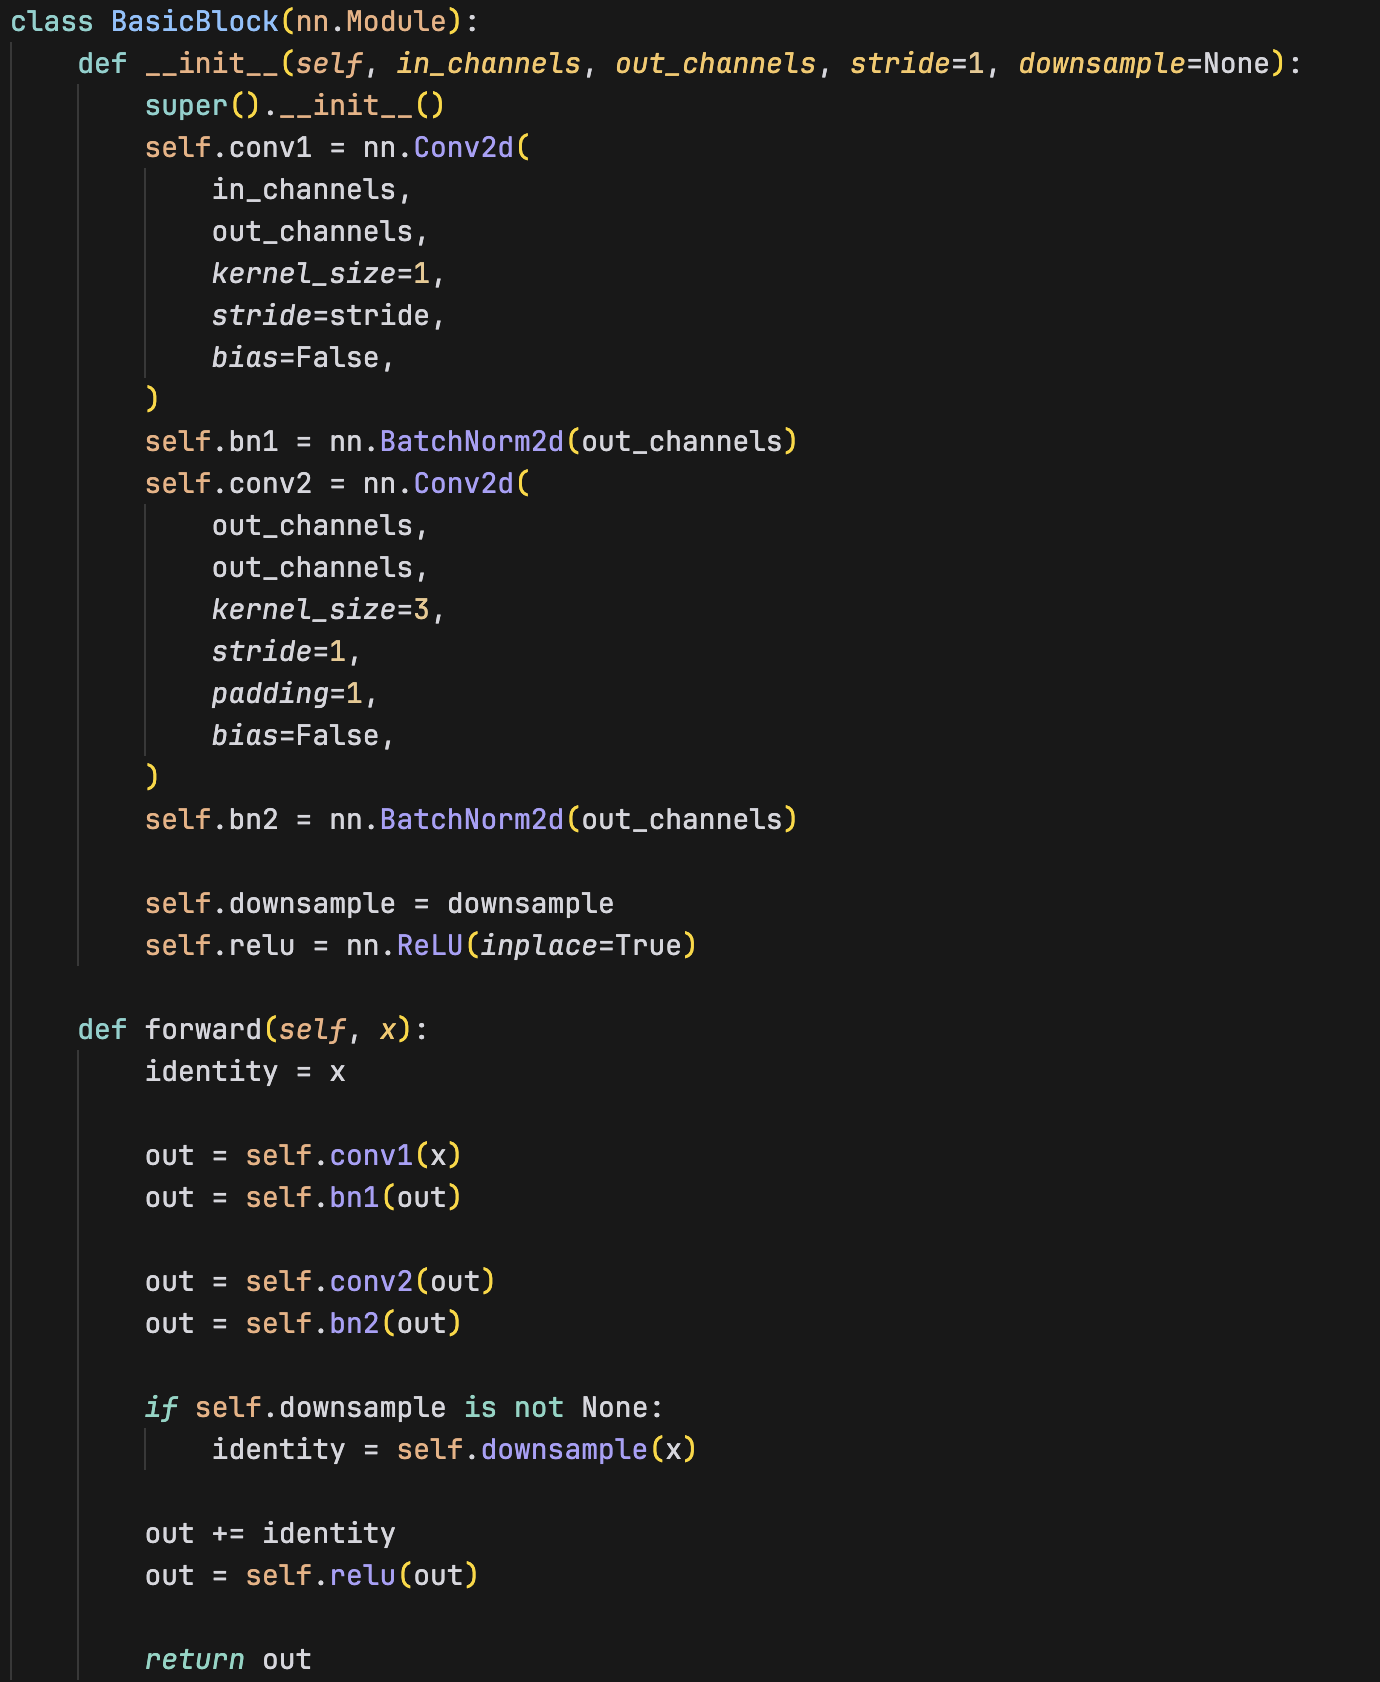 class BasicBlock(nn.Module):
    def __init__(self, in_channels, out_channels, stride=1, downsample=None):
        super().__init__()
        self.conv1 = nn.Conv2d(
            in_channels,
            out_channels,
            kernel_size=1,
            stride=stride,
            bias=False,
        )
        self.bn1 = nn.BatchNorm2d(out_channels)
        self.conv2 = nn.Conv2d(
            out_channels,
            out_channels,
            kernel_size=3,
            stride=1,
            padding=1,
            bias=False,
        )
        self.bn2 = nn.BatchNorm2d(out_channels)

        self.downsample = downsample
        self.relu = nn.ReLU(inplace=True)

    def forward(self, x):
        identity = x

        out = self.conv1(x)
        out = self.bn1(out)

        out = self.conv2(out)
        out = self.bn2(out)

        if self.downsample is not None:
            identity = self.downsample(x)

        out += identity
        out = self.relu(out)

        return out